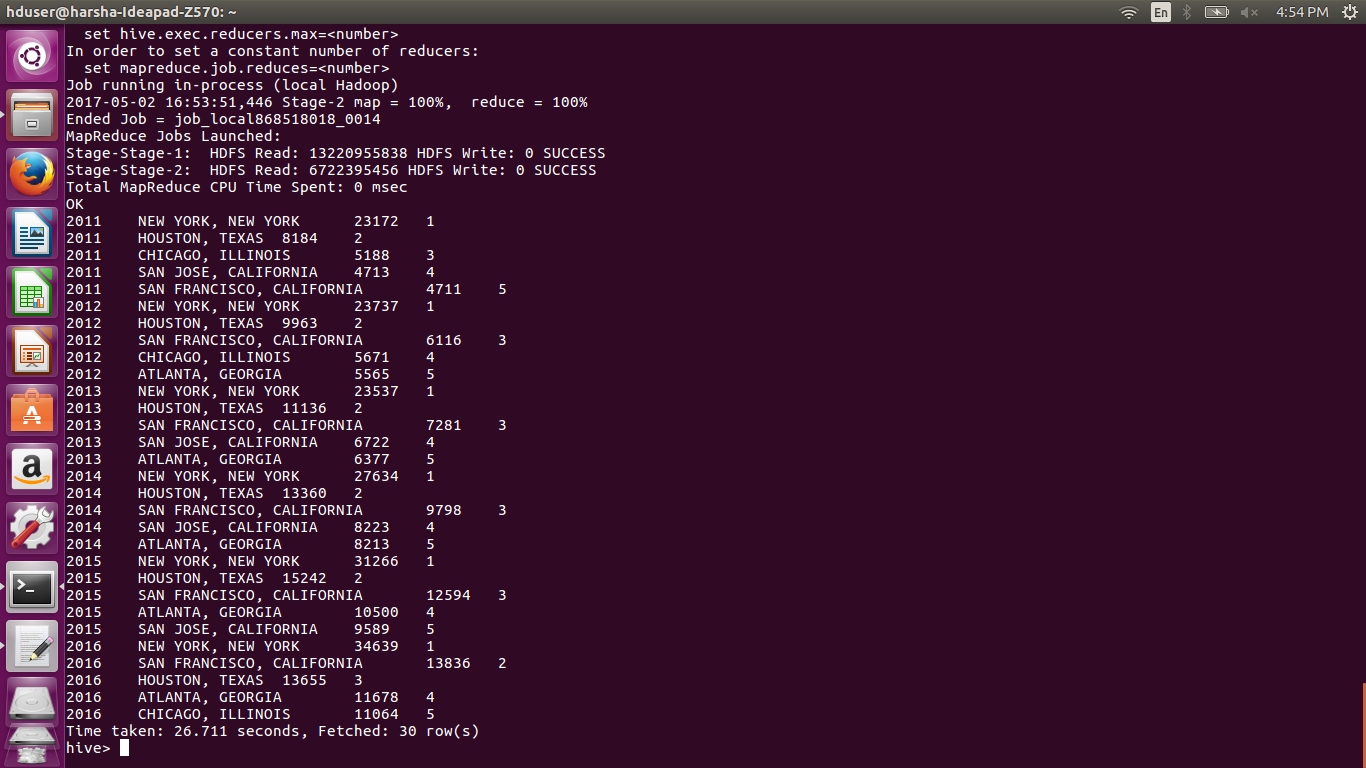 hduser@harsha-Ideapad-Z570: ~
En
4:54 PM
  set hive.exec.reducers.max=<number>
In order to set a constant number of reducers:
  set mapreduce.job.reduces=<number>
Job running in-process (local Hadoop)
2017-05-02 16:53:51,446 Stage-2 map = 100%,  reduce = 100%
Ended Job = job_local868518018_0014
MapReduce Jobs Launched:
Stage-Stage-1:  HDFS Read: 13220955838 HDFS Write: 0 SUCCESS
Stage-Stage-2:  HDFS Read: 6722395456 HDFS Write: 0 SUCCESS
Total MapReduce CPU Time Spent: 0 msec
OK
2011	NEW YORK, NEW YORK	23172	1
2011	HOUSTON, TEXAS	8184	2
2011	CHICAGO, ILLINOIS	5188	3
2011	SAN JOSE, CALIFORNIA	4713	4
2011	SAN FRANCISCO, CALIFORNIA	4711	5
2012	NEW YORK, NEW YORK	23737	1
2012	HOUSTON, TEXAS	9963	2
2012	SAN FRANCISCO, CALIFORNIA	6116	3
2012	CHICAGO, ILLINOIS	5671	4
2012	ATLANTA, GEORGIA	5565	5
2013	NEW YORK, NEW YORK	23537	1
2013	HOUSTON, TEXAS	11136	2
2013	SAN FRANCISCO, CALIFORNIA	7281	3
2013	SAN JOSE, CALIFORNIA	6722	4
2013	ATLANTA, GEORGIA	6377	5
2014	NEW YORK, NEW YORK	27634	1
2014	HOUSTON, TEXAS	13360	2
2014	SAN FRANCISCO, CALIFORNIA	9798	3
2014	SAN JOSE, CALIFORNIA	8223	4
2014	ATLANTA, GEORGIA	8213	5
2015	NEW YORK, NEW YORK	31266	1
2015	HOUSTON, TEXAS	15242	2
2015	SAN FRANCISCO, CALIFORNIA	12594	3
2015	ATLANTA, GEORGIA	10500	4
2015	SAN JOSE, CALIFORNIA	9589	5
2016	NEW YORK, NEW YORK	34639	1
2016	SAN FRANCISCO, CALIFORNIA	13836	2
2016	HOUSTON, TEXAS	13655	3
2016	ATLANTA, GEORGIA	11678	4
2016	CHICAGO, ILLINOIS	11064	5
Time taken: 26.711 seconds, Fetched: 30 row(s)
hive>